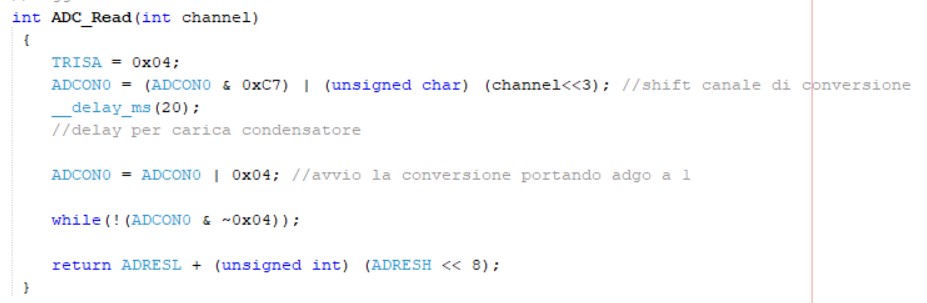 int ADC_Read(int channel)
{
TRISA = 0x04;
ADCON0 = (ADCON0 & 0xC7) | (unsigned char) (channel<<3); //shift canale di conversione
__delay_ms(20);
//delay per carica condensatore
ADCON0 = ADCON0 | 0x04; //avvio la conversione portando adgo a 1
while(!(ADCON0 & ~0x04));
return ADRESL + (unsigned int) (ADRESH << 8);
}